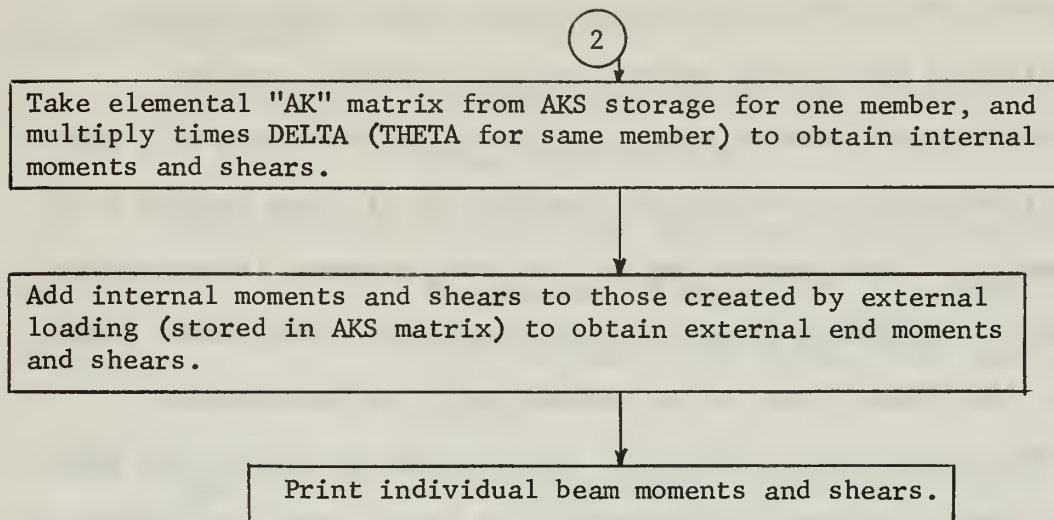 2
Take elemental "AK" matrix from AKS storage for one member, and
multiply times DELTA (THETA for same member) to obtain internal
moments and shears.
Add internal moments and shears to those created by external
loading (stored in AKS matrix) to obtain external end moments
and shears.
Print individual beam moments and shears.